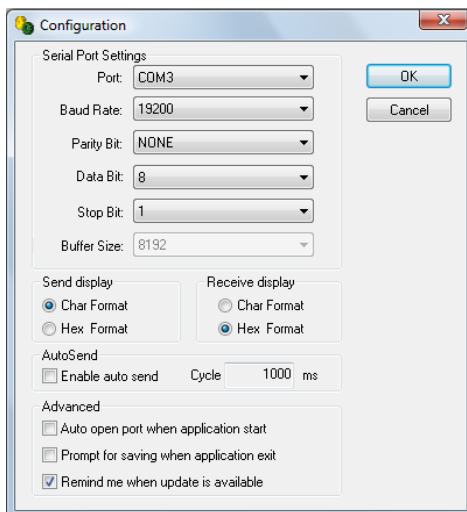 Configuration
Serial Port Settings
Port: COM3
OK
Baud Rate: 19200
Cancel
Parity Bit: NONE
Data Bit: 8
Stop Bit: 1
Buffer Size: 8192
Send display
Receive display
Char Format
Char Format
Hex Format
Hex Format
AutoSend
Enable auto send Cycle 1000 ms
Advanced
Auto open port when application start
Prompt for saving when application exit
Remind me when update is available